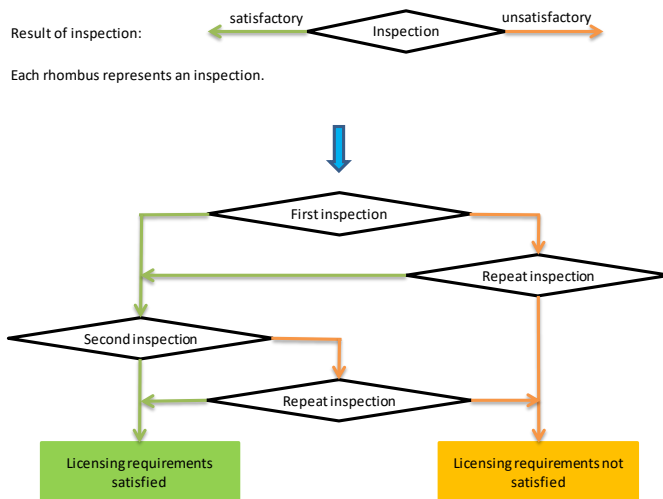 satisfactory
unsatisfactory
Result of inspection:
Inspection
Each rhombus represents an inspection.
First inspection
Repeat inspection
Second inspection
Repeat inspection
Licensing requirements
satisfied
Licensing requirements not
satisfied